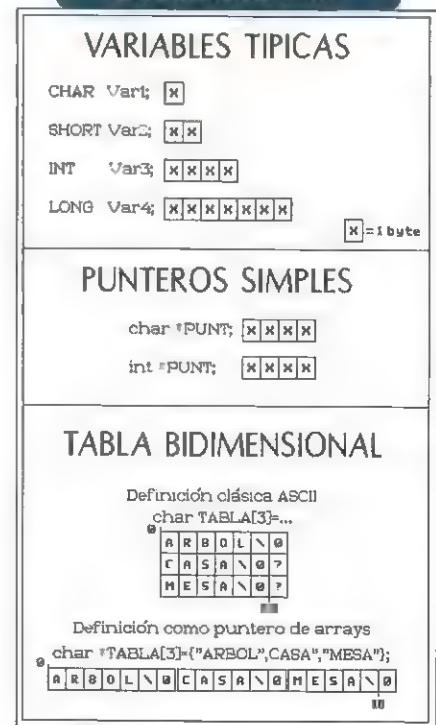 VARIABLES TIPICAS
CHAR Var1; x
SHORT Var2; x x
INT Var3; x x x x
LONG Var4; x x x x x x x
x = 1 byte
PUNTEROS SIMPLES
char *PUNT; x x x x
int *PUNT; x x x x
TABLA BIDIMENSIONAL
Definición clásica ASCII
char TABLA[3]=...
0
A R B O L \ 0
C A S A \ 0 ?
M E S A \ 0 ?
Definición como puntero de arrays
char *TABLA[3]={"ARBOL",CASA","MESA"};
0
A R B O L \ 0 C A S A \ 0 M E S A \ 0